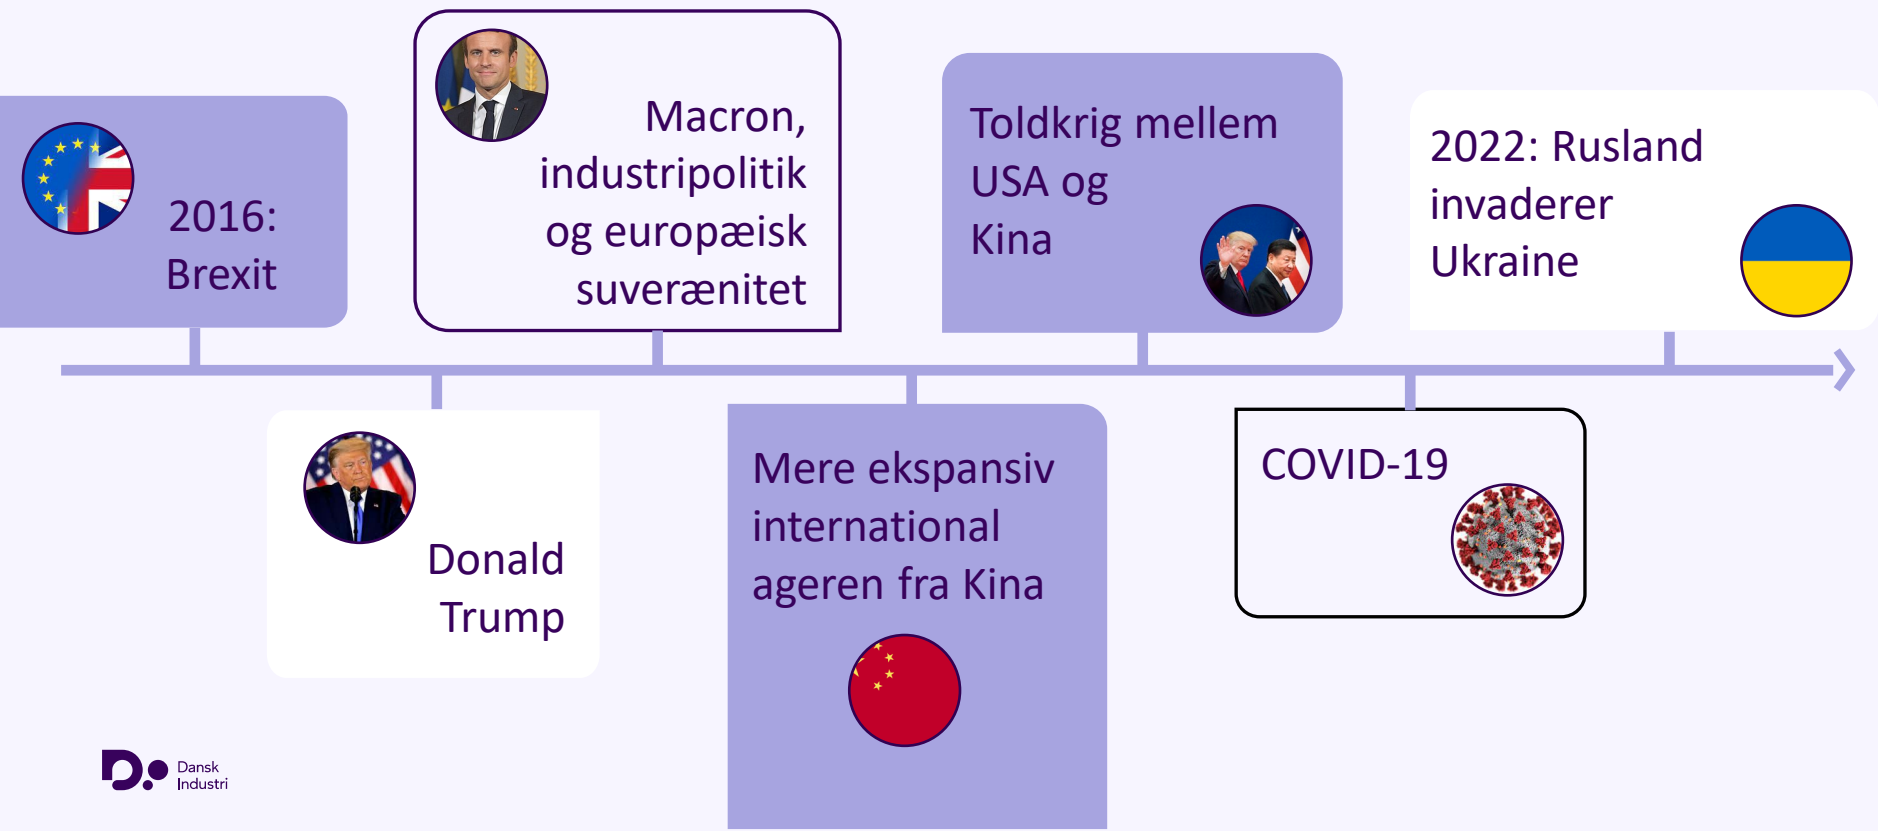 2016:
Brexit
Donald
Trump
Macron,
industripolitik
og europæisk
suverænitet
Mere ekspansiv
international
ageren fra Kina
Toldkrig mellem
USA og
Kina
COVID-19
2022: Rusland
invaderer
Ukraine
Dansk
Industri